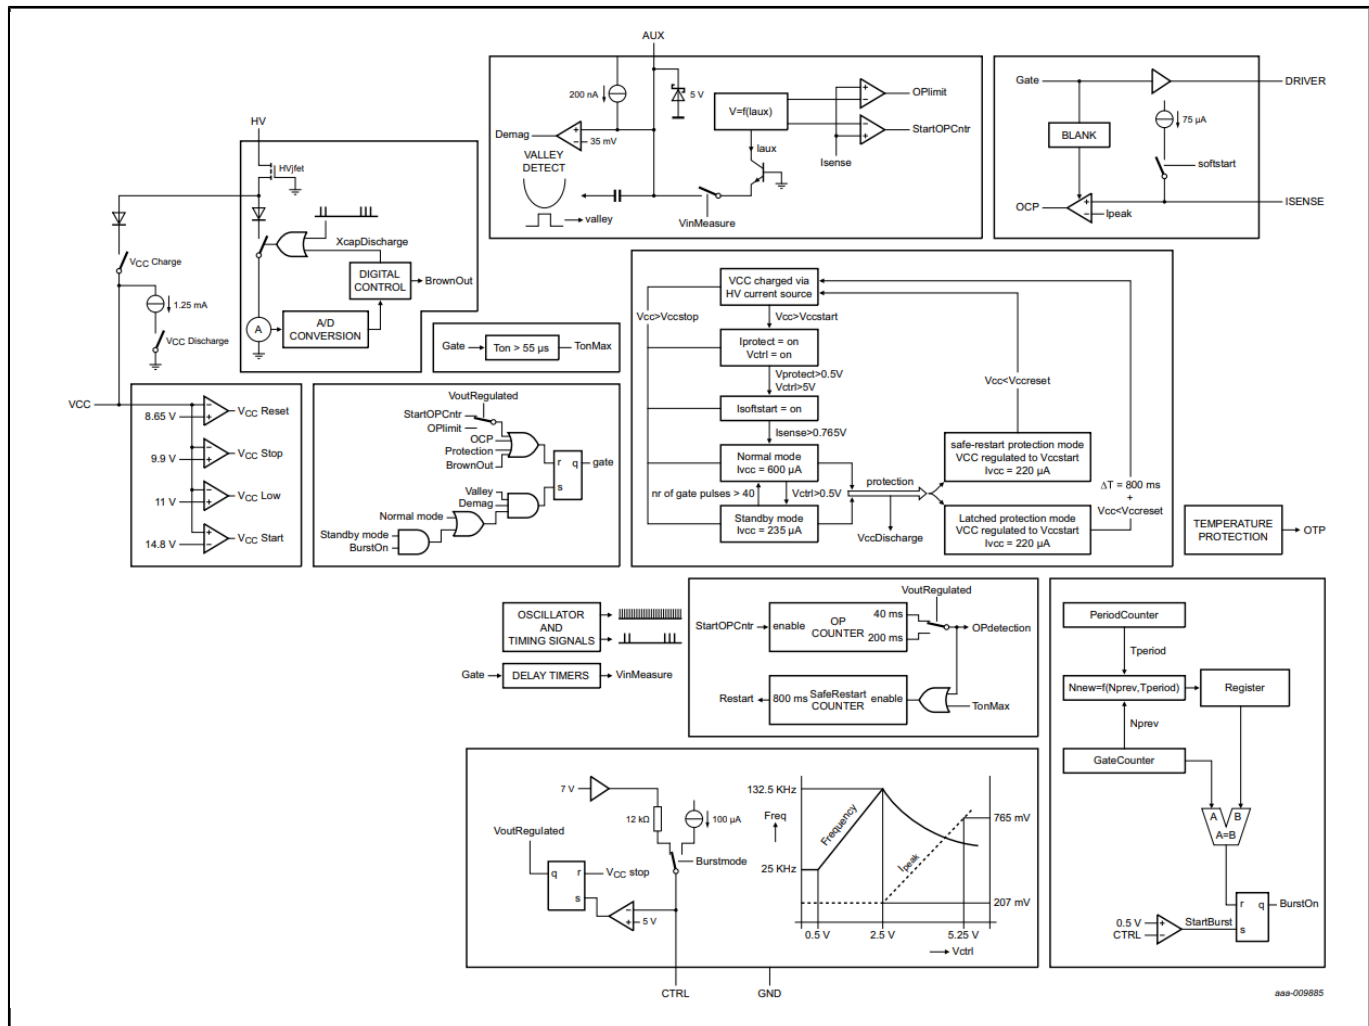 AUX
200 nA
5 V
Demag
35 mV
VALLEY
DETECT
valley
V=f(Iaux)
Iaux
OPlimit
StartOPCntr
Isense
VinMeasure
Gate
DRIVER
75 µA
BLANK
softstart
OCP
Ipeak
ISENSE
HV
HVjfet
XcapDischarge
DIGITAL
CONTROL
BrownOut
A
A/D
CONVERSION
VCC Charge
1.25 mA
VCC Discharge
Gate
Ton > 55 µs
TonMax
VCC
8.65 V
VCC Reset
9.9 V
VCC Stop
11 V
VCC Low
14.8 V
VCC Start
VoutRegulated
StartOPCntr
OPlimit
OCP
Protection
BrownOut
r
q
s
gate
Valley
Demag
Normal mode
Standby mode
BurstOn
VCC charged via
HV current source
Vcc>Vccstop
Vcc>Vccstart
Iprotect = on
Vctrl = on
Vprotect>0.5V
Vctrl>5V
Isoftstart = on
Isense>0.765V
Normal mode
Ivcc = 600 µA
nr of gate pulses > 40
Vctrl>0.5V
Standby mode
Ivcc = 235 µA
protection
VccDischarge
Vcc<Vccreset
safe-restart protection mode
VCC regulated to Vccstart
Ivcc = 220 µA
Latched protection mode
VCC regulated to Vccstart
Ivcc = 220 µA
ΔT = 800 ms
+
Vcc<Vccreset
TEMPERATURE
PROTECTION
OTP
OSCILLATOR
AND
TIMING SIGNALS
Gate
DELAY TIMERS
VinMeasure
VoutRegulated
StartOPCntr
enable
OP
COUNTER
40 ms
200 ms
OPdetection
Restart
800 ms
SafeRestart
COUNTER
enable
TonMax
PeriodCounter
Tperiod
Nnew=f(Nprev,Tperiod)
Register
Nprev
GateCounter
A
B
A=B
r
q
s
BurstOn
0.5 V
CTRL
StartBurst
7 V
12 kΩ
100 µA
VoutRegulated
q
r
s
VCC stop
Burstmode
5 V
132.5 KHz
Freq
25 KHz
Frequency
Ipeak
765 mV
207 mV
0.5 V
2.5 V
5.25 V
Vctrl
CTRL
GND
aaa-009885